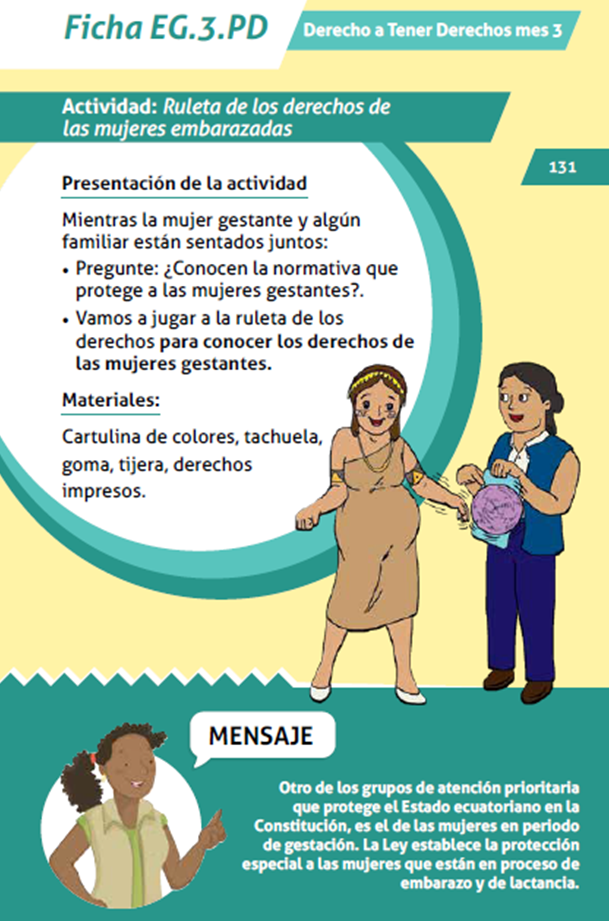 Ficha EG.3.PD
Derecho a Tener Derechos mes 3
Actividad: Ruleta de los derechos de
las mujeres embarazadas
131
Presentación de la actividad
Mientras la mujer gestante y algún
familiar están sentados juntos:
• Pregunte: ¿Conocen la normativa que
protege a las mujeres gestantes?.
• Vamos a jugar a la ruleta de los
derechos para conocer los derechos de
las mujeres gestantes.
Materiales:
Cartulina de colores, tachuela,
goma, tijera, derechos
impresos.
MENSAJE
Otro de los grupos de atención prioritaria
que protege el Estado ecuatoriano en la
Constitución, es el de las mujeres en periodo
de gestación. La Ley establece la protección
especial a las mujeres que están en proceso de
embarazo y de lactancia.